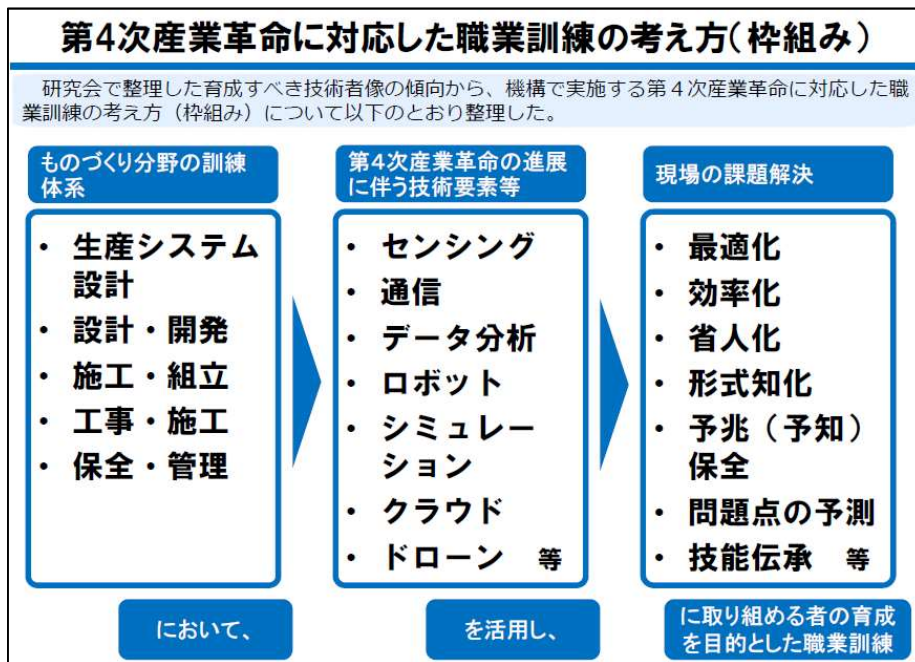 第4次産業革命に対応した職業訓練の考え方(枠組み)
　研究会で整理した育成すべき技術者像の傾向から、機構で実施する第４次産業革命に対応した職
業訓練の考え方（枠組み）について以下のとおり整理した。
ものづくり分野の訓練
体系
・ 生産システム
設計
・ 設計・開発
・ 施工・組立
・ 工事・施工
・ 保全・管理
において、
第4次産業革命の進展
に伴う技術要素等
・ センシング
・ 通信
・ データ分析
・ ロボット
・ シミュレー
ション
・ クラウド
・ ドローン　等
を活用し、
現場の課題解決
・ 最適化
・ 効率化
・ 省人化
・ 形式知化
・ 予兆（予知）
保全
・ 問題点の予測
・ 技能伝承　等
に取り組める者の育成
を目的とした職業訓練